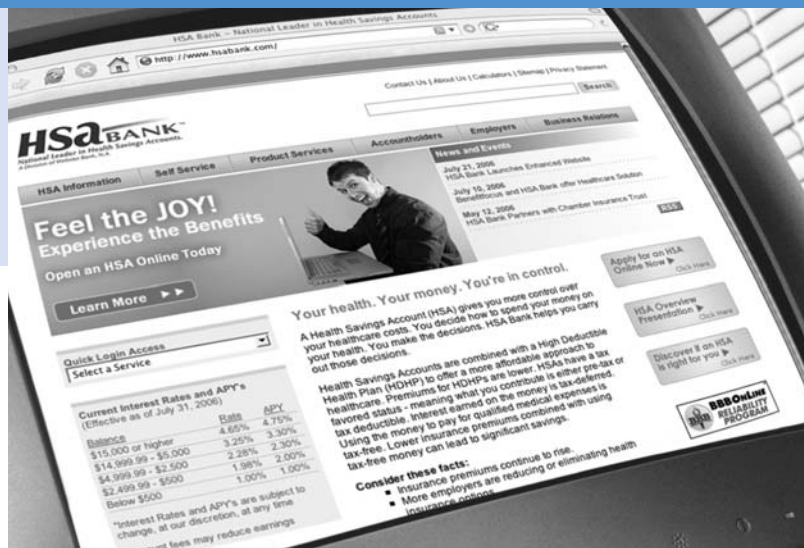 HSA Bank – National Leader in Health Savings Accounts
http://www.hsabank.com/
Contact Us | About Us | Calculators | Sitemap | Privacy Statement
Search
HSA BANK™
National Leader in Health Savings Accounts.
A Division of Webster Bank, N.A.
HSA Information Self Service Product Services Accountholders Employers Business Relations
Feel the JOY!
Experience the Benefits
Open an HSA Online Today
Learn More
News and Events
July 21, 2006
HSA Bank Launches Enhanced Website
July 10, 2006
Benefitfocus and HSA Bank offer Healthcare Solution
May 12, 2006
HSA Bank Partners with Chamber Insurance Trust
RSS
Quick Login Access
Select a Service
Current Interest Rates and APY's
(Effective as of July 31, 2006)
Balance Rate APY
$15,000 or higher 4.65% 4.75%
$14,999.99 - $5,000 3.25% 3.30%
$4,999.99 - $2,500 2.28% 2.30%
$2,499.99 - $500 1.98% 2.00%
Below $500 1.00% 1.00%
*Interest Rates and APY's are subject to
change, at our discretion, at any time
fees may reduce earnings
Your health. Your money. You're in control.
A Health Savings Account (HSA) gives you more control over
your healthcare costs. You decide how to spend your money on
your health. You make the decisions. HSA Bank helps you carry
out those decisions.
Health Savings Accounts are combined with a High Deductible
Health Plan (HDHP) to offer a more affordable approach to
healthcare. Premiums for HDHPs are lower. HSAs have a tax
favored status - meaning what you contribute is either pre-tax or
tax deductible. Interest earned on the money is tax-deferred.
Using the money to pay for qualified medical expenses is
tax-free. Lower insurance premiums combined with using
tax-free money can lead to significant savings.
Consider these facts:
▪ Insurance premiums continue to rise.
▪ More employers are reducing or eliminating health
insurance options
Apply for an HSA
Online Now
Click Here
HSA Overview
Presentation
Click Here
Discover if an HSA
is right for you
Click Here
BBB
BBBOnLine
RELIABILITY
PROGRAM